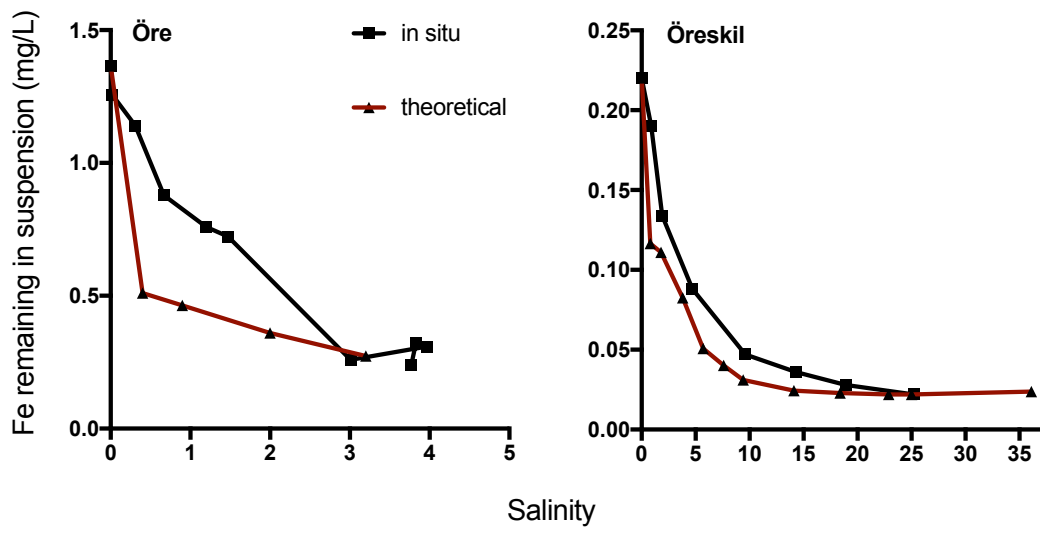 Öre
in situ
theoretical
Fe remaining in suspension (mg/L)
1.5
1.0
0.5
0.0
0 1 2 3 4 5
Öreskil
0.25
0.20
0.15
0.10
0.05
0.00
0 5 10 15 20 25 30 35
Salinity